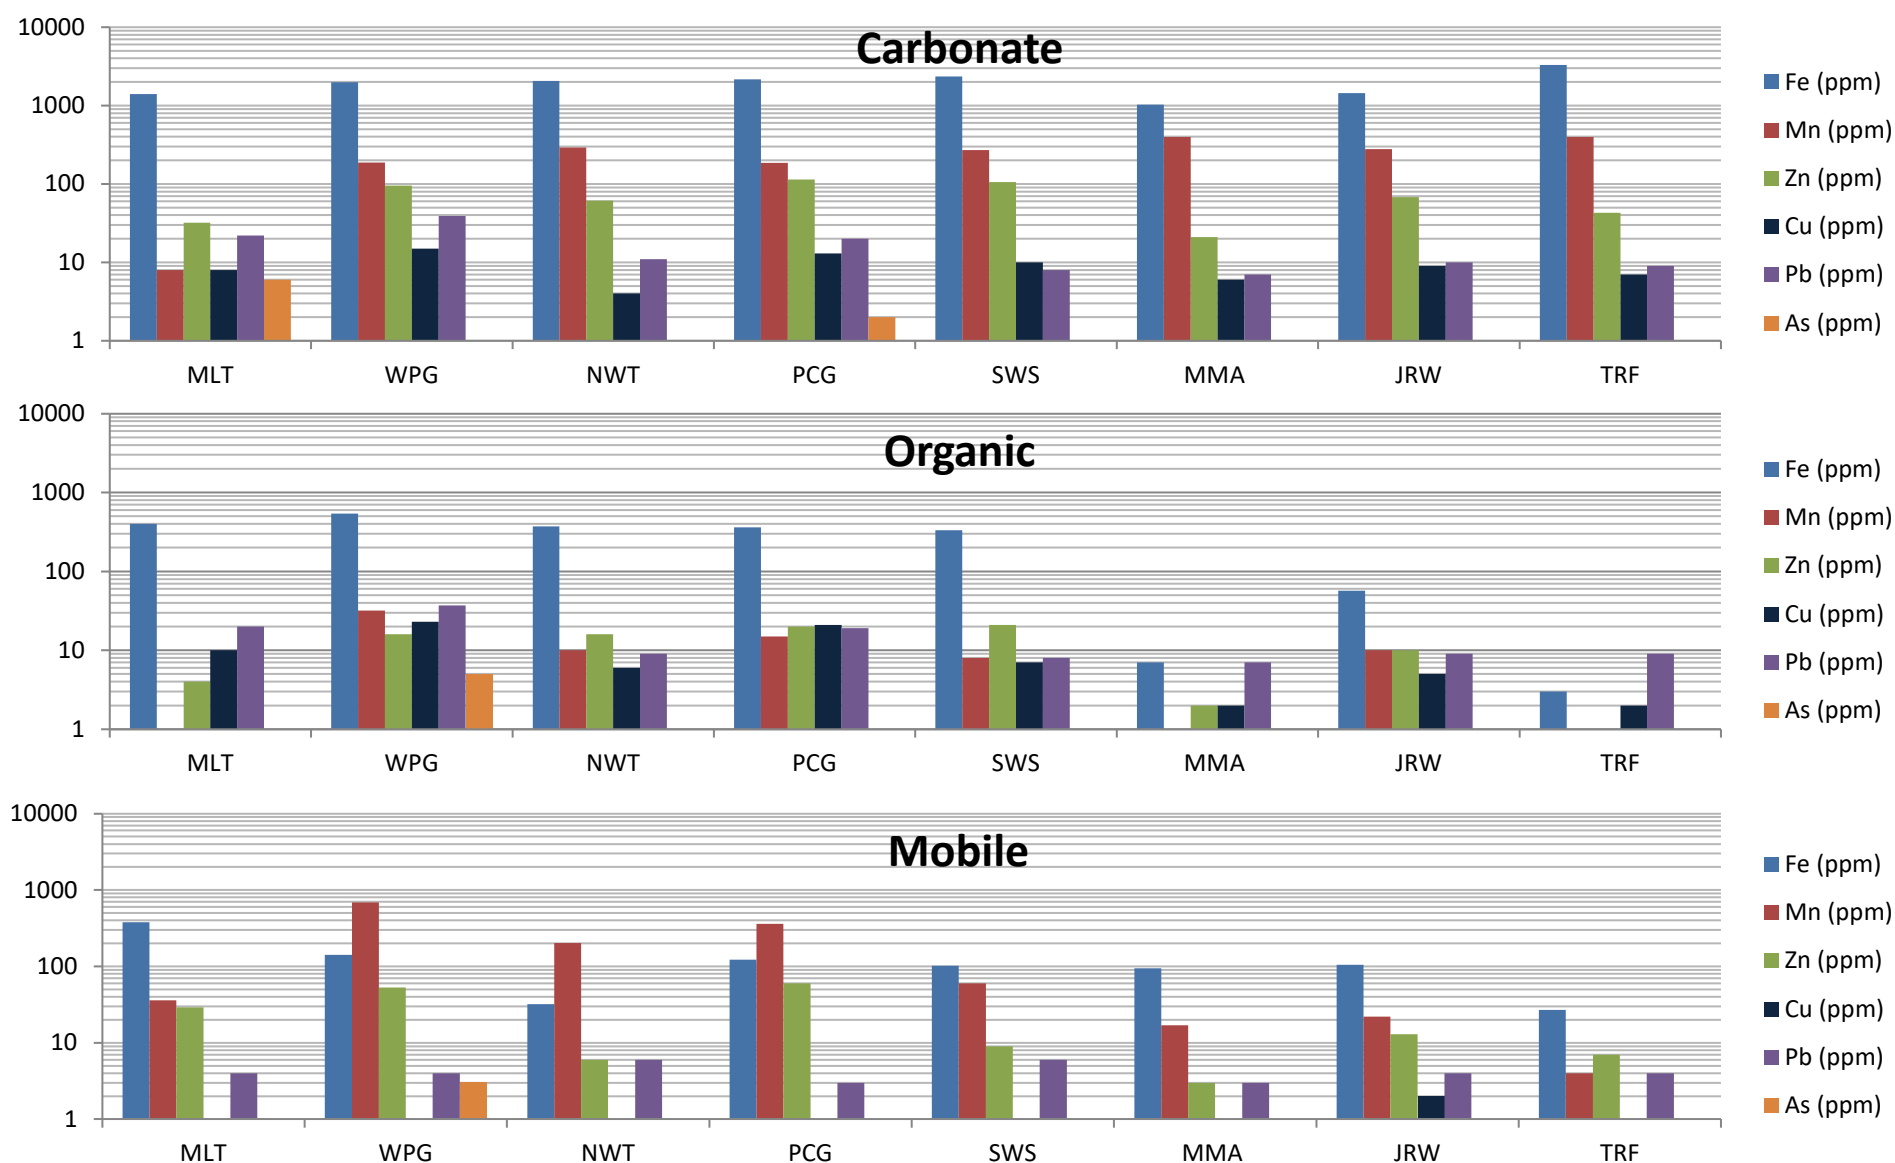 Carbonate
10000
1000
100
10
1
MLT WPG NWT PCG SWS MMA JRW TRF
Fe (ppm)
Mn (ppm)
Zn (ppm)
Cu (ppm)
Pb (ppm)
As (ppm)
Organic
10000
1000
100
10
1
MLT WPG NWT PCG SWS MMA JRW TRF
Fe (ppm)
Mn (ppm)
Zn (ppm)
Cu (ppm)
Pb (ppm)
As (ppm)
Mobile
10000
1000
100
10
1
MLT WPG NWT PCG SWS MMA JRW TRF
Fe (ppm)
Mn (ppm)
Zn (ppm)
Cu (ppm)
Pb (ppm)
As (ppm)